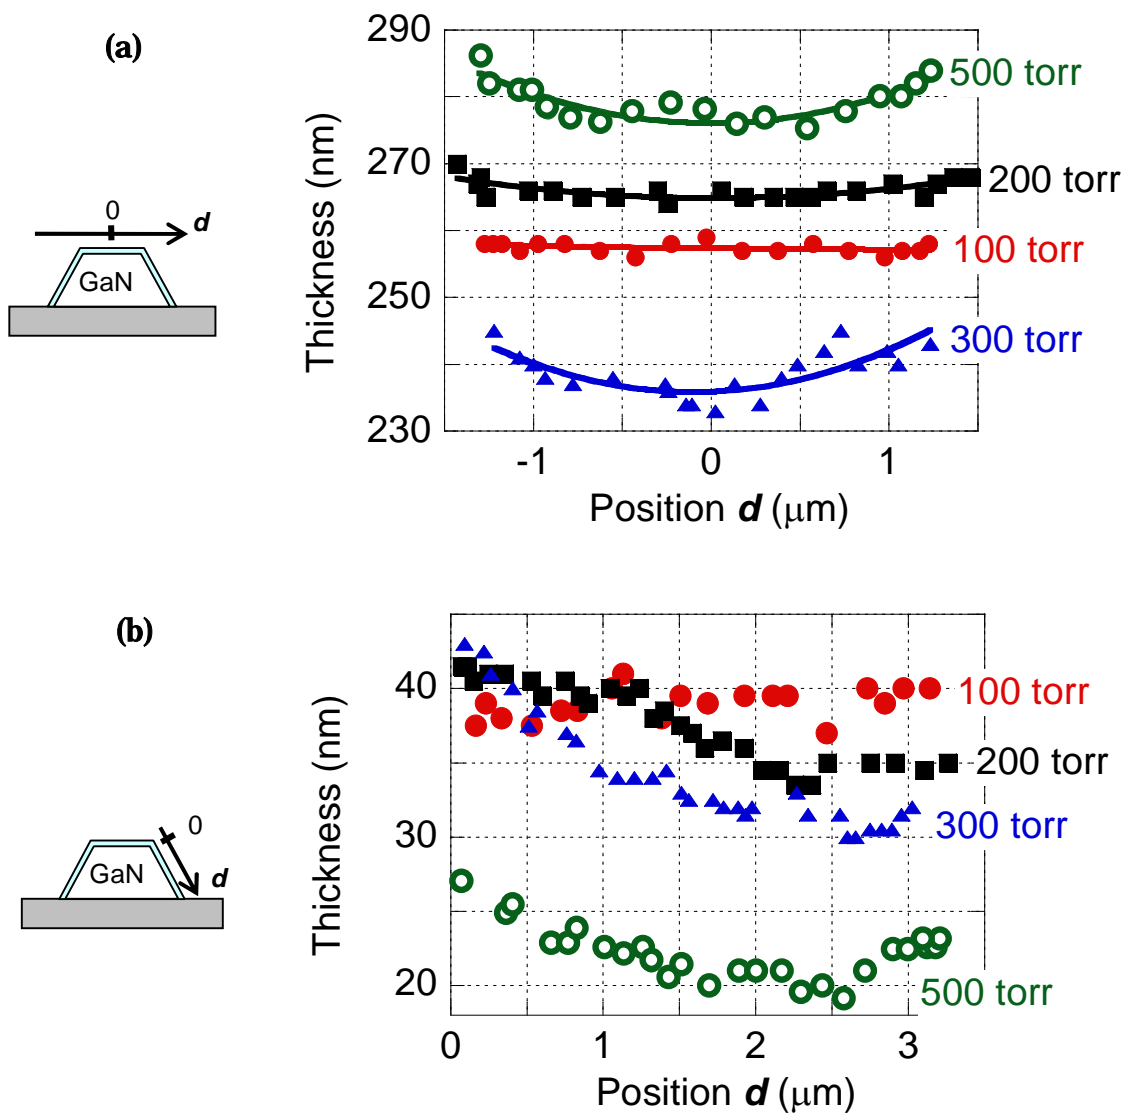 (a)
0
d
GaN
Thickness (nm)
290
270
250
230
500 torr
200 torr
100 torr
300 torr
-1
0
1
Position d (μm)
(b)
0
d
GaN
Thickness (nm)
40
30
20
100 torr
200 torr
300 torr
500 torr
0
1
2
3
Position d (μm)